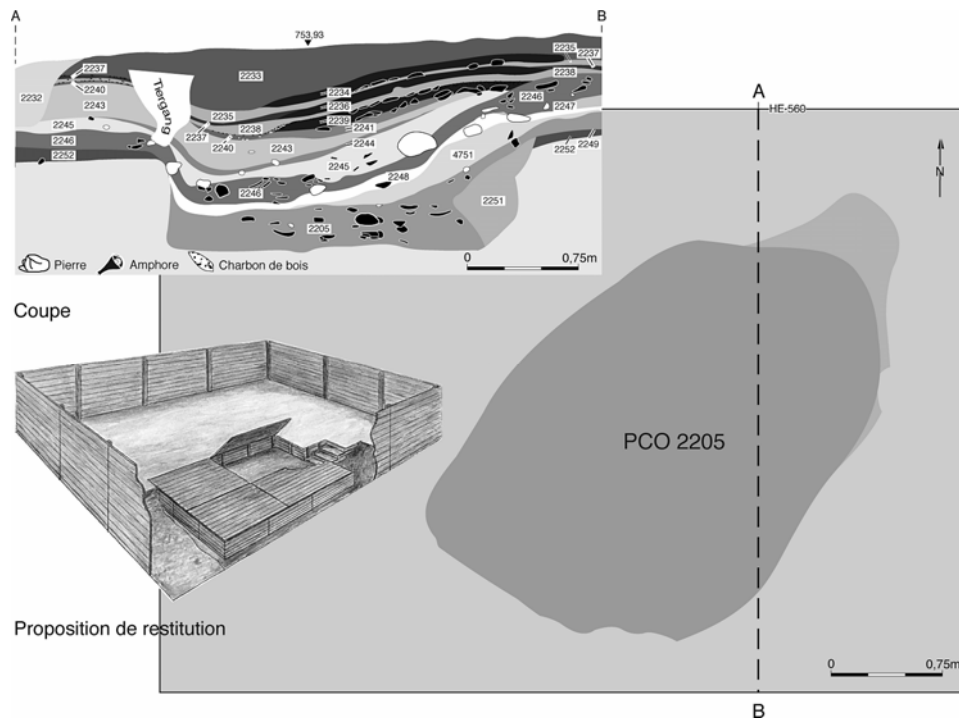 A
B
753,93
2235
2237
2237
2233
2238
2240
Tiergang
2234
2232
2243
2235
2236
2246
2239
2247
2245
2237
2238
2241
2240
2243
2244
2246
2252
2249
2252
2245
4751
2248
2246
2251
2205
Pierre
Amphore
Charbon de bois
0
0,75m
Coupe
Proposition de restitution
A
HE-560
N
PCO 2205
0
0,75m
B